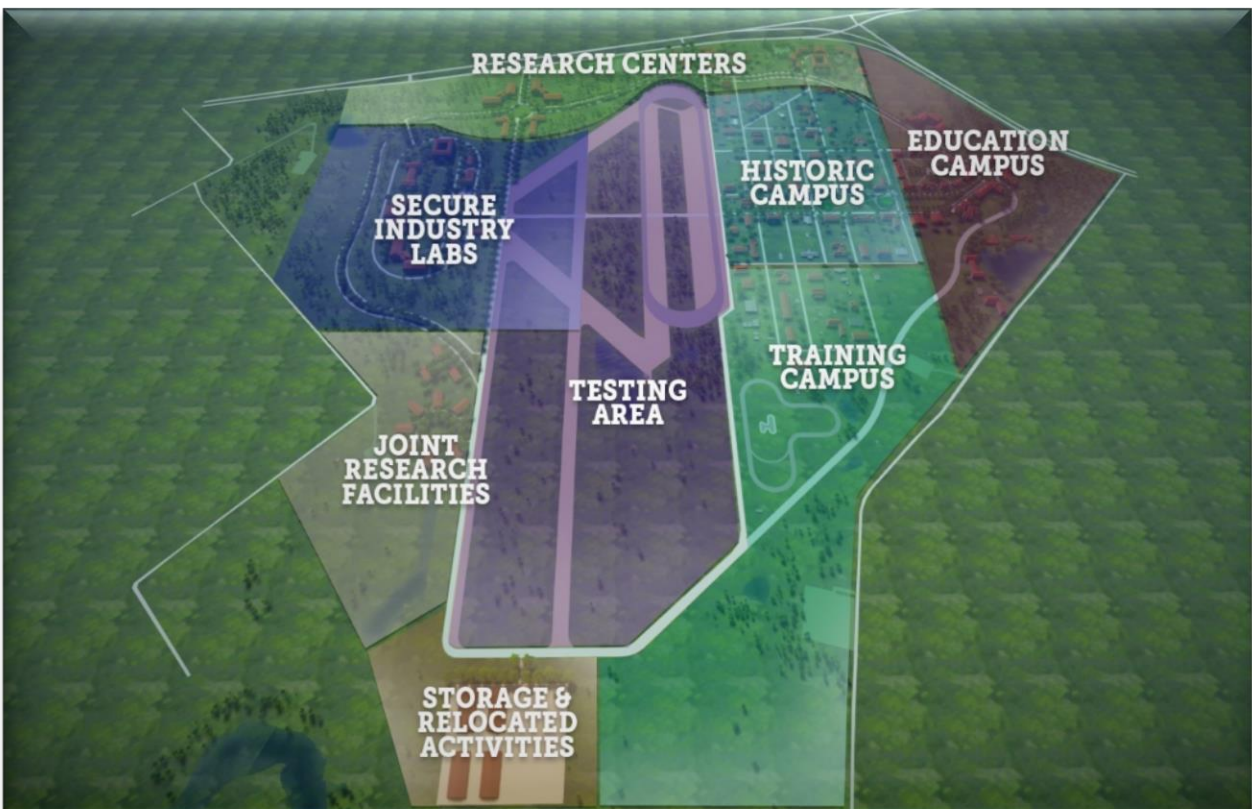 RESEARCH CENTERS
EDUCATION
CAMPUS
HISTORIC
CAMPUS
SECURE
INDUSTRY
LABS
TRAINING
CAMPUS
TESTING
AREA
JOINT
RESEARCH
FACILITIES
STORAGE &
RELOCATED
ACTIVITIES